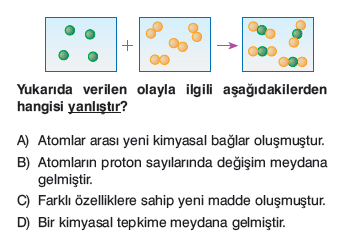 Yukarıda verilen olayla ilgili aşağıdakilerden
hangisi yanlıştır?
A) Atomlar arası yeni kimyasal bağlar oluşmuştur.
B) Atomların proton sayılarında değişim meydana
gelmiştir.
C) Farklı özelliklere sahip yeni madde oluşmuştur.
D) Bir kimyasal tepkime meydana gelmiştir.